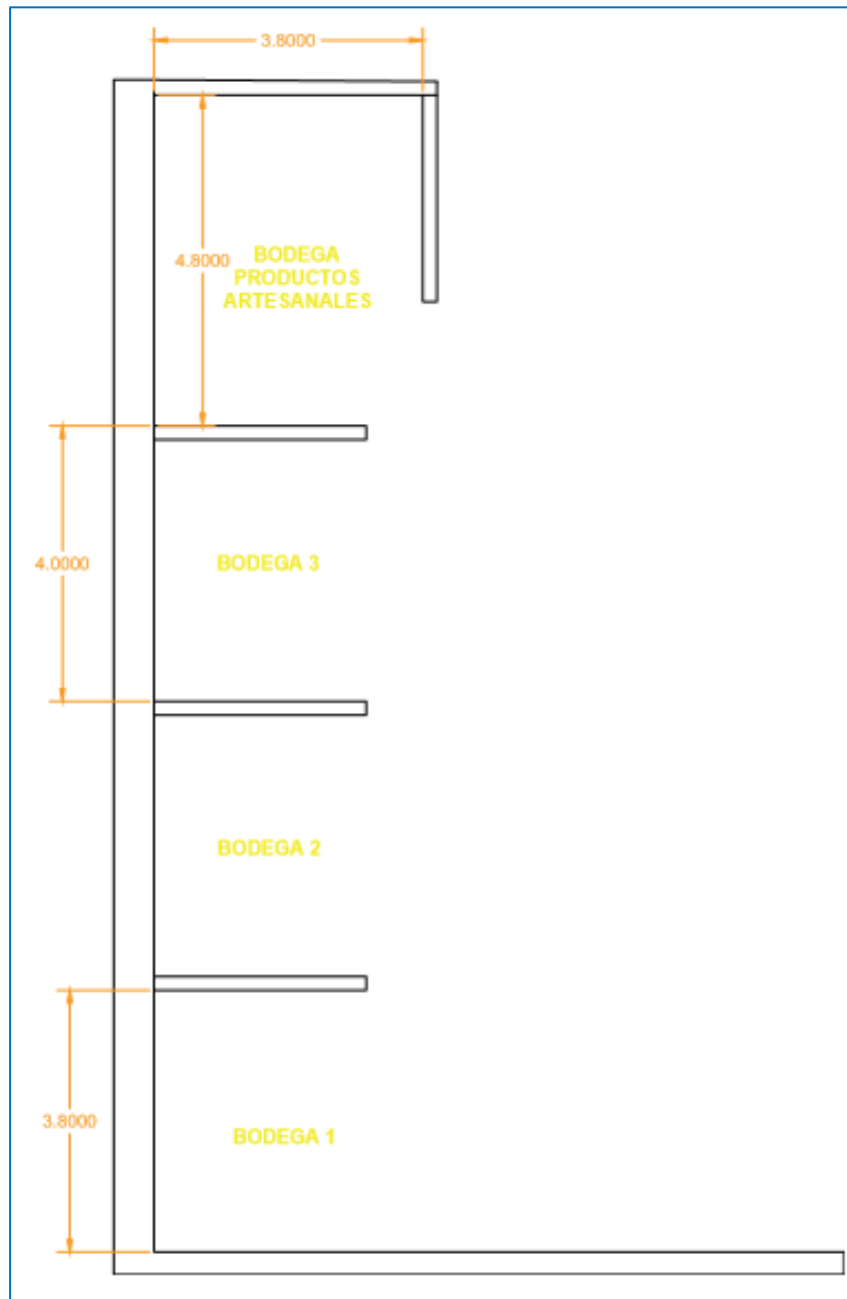 3.8000
4.8000
BODEGA
PRODUCTOS
ARTESANALES
4.0000
BODEGA 3
BODEGA 2
3.8000
BODEGA 1